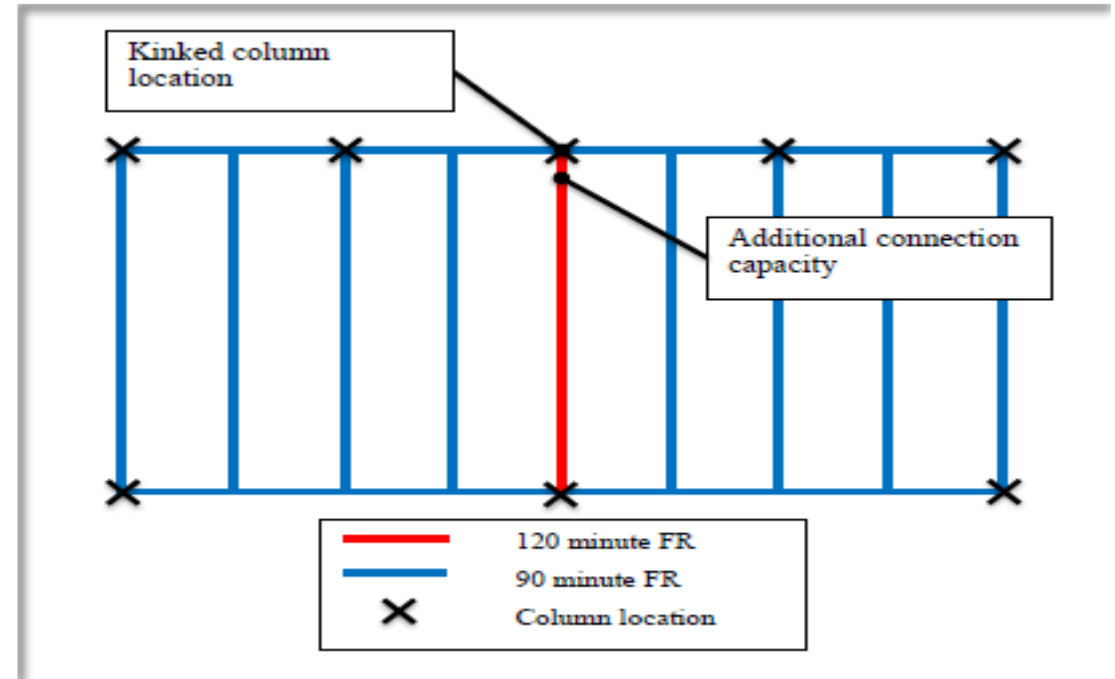 Kinked column
location
Additional connection
capacity
120 minute FR
90 minute FR
Column location